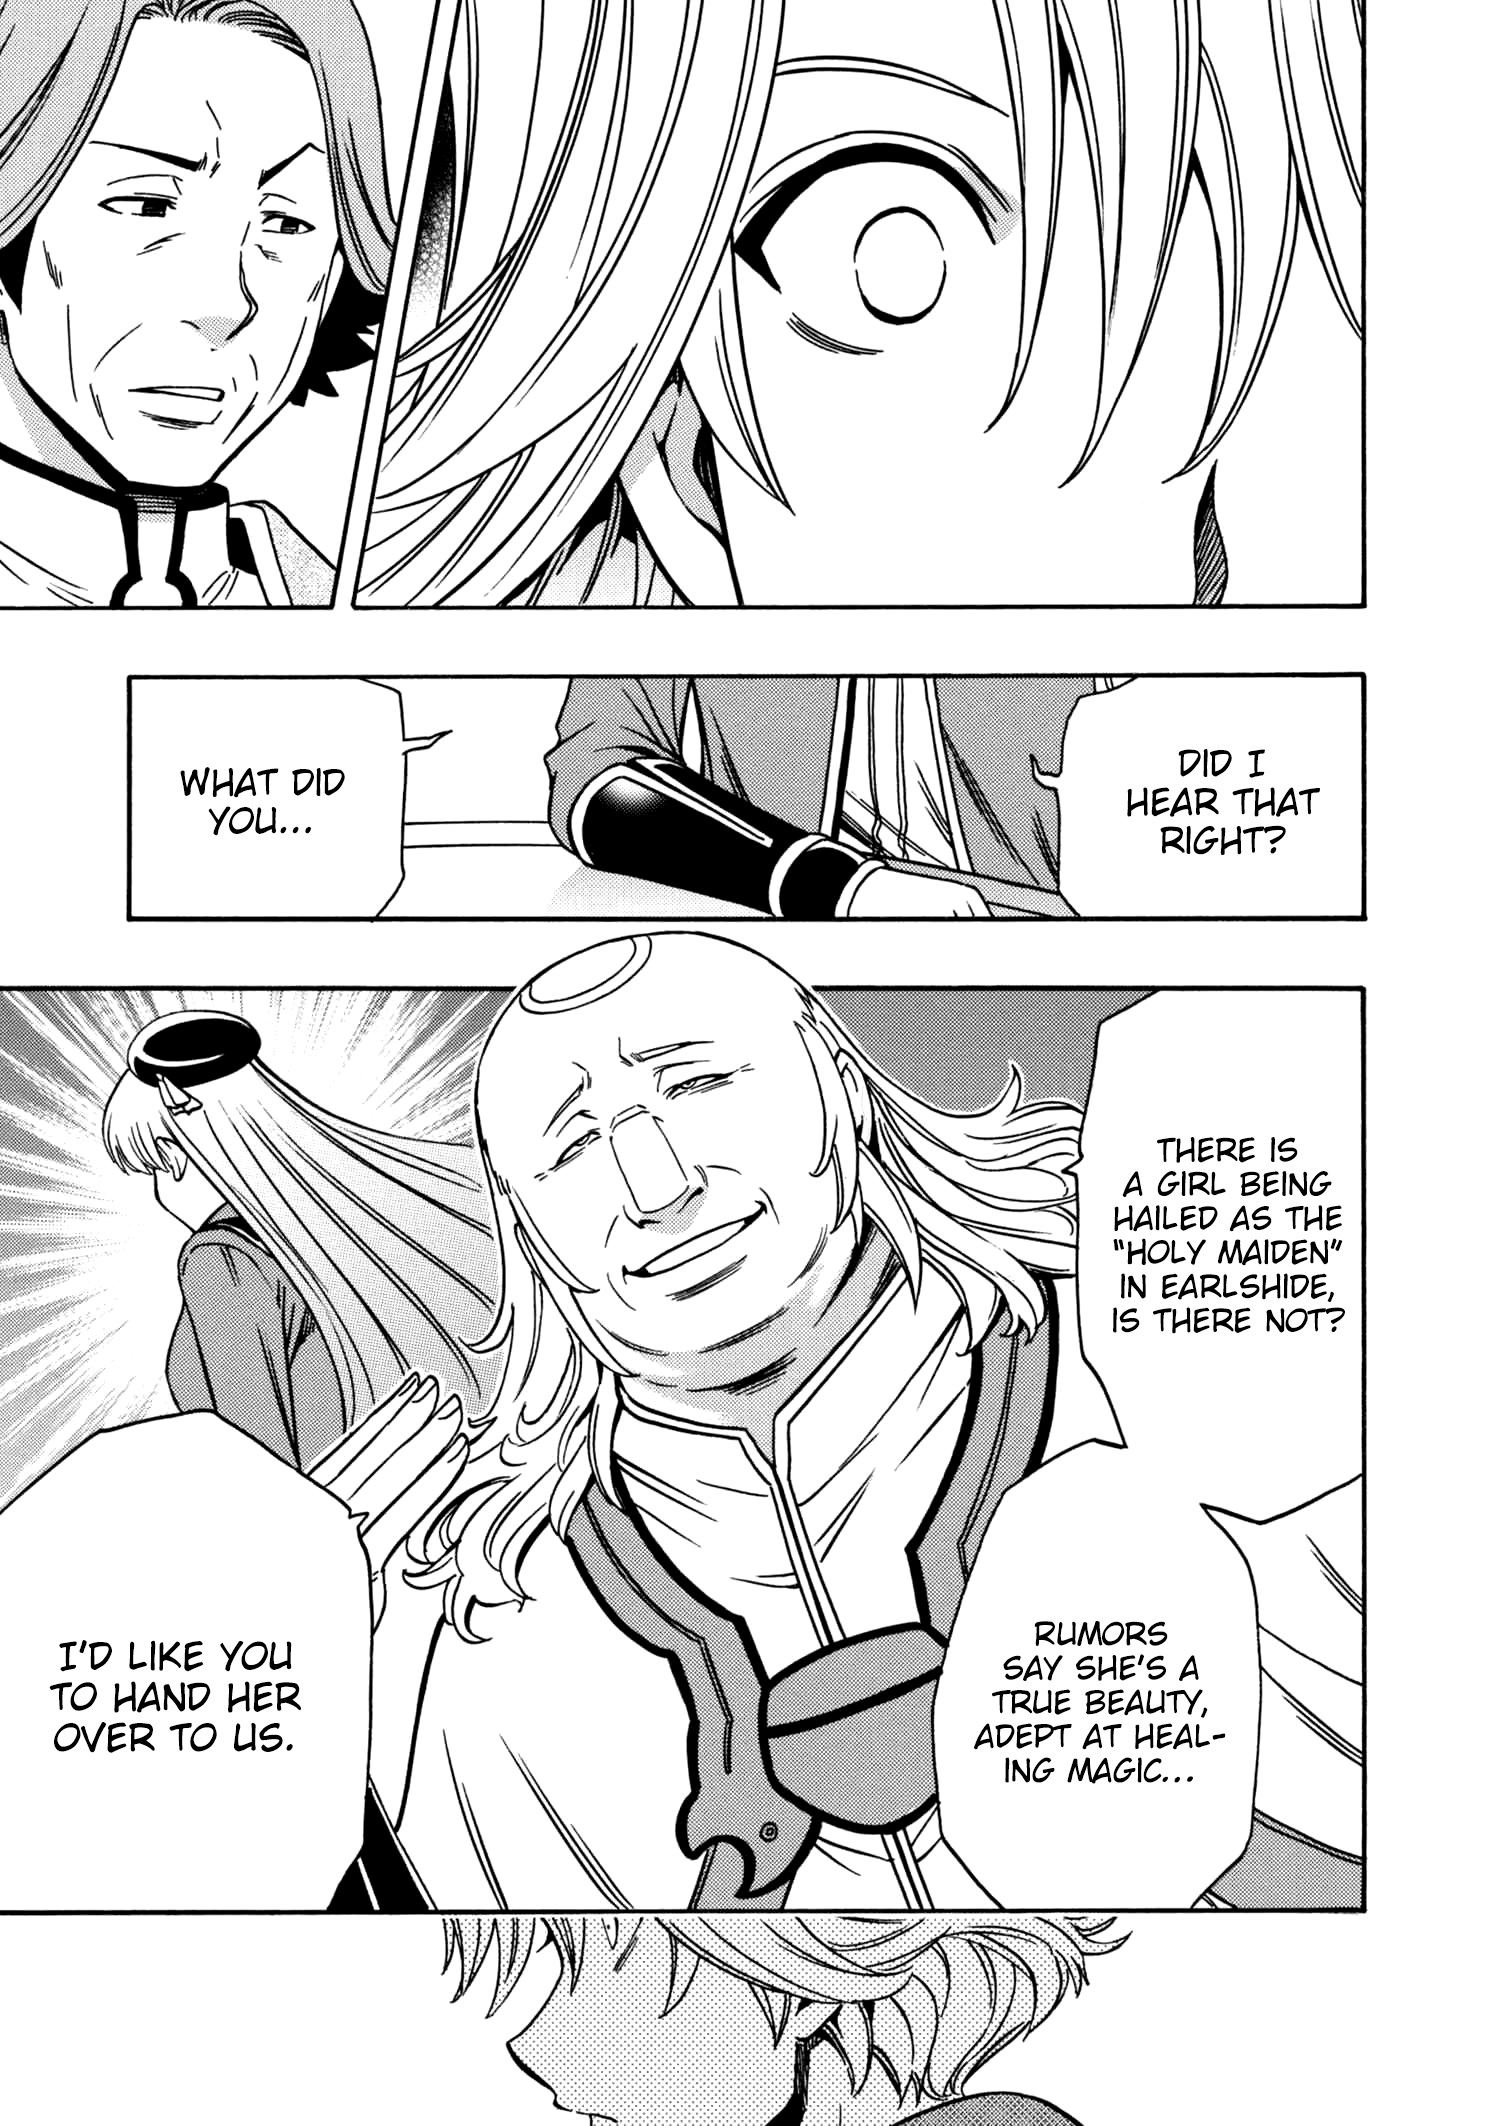 DID I
HEAR THAT
RIGHT?
WHAT DID
YOU...
THERE IS
A GIRL BEING
HAILED AS THE
"HOLY MAIDEN"
IN EARLSHIDE,
IS THERE NOT?
RUMORS
SAY SHE'S A
TRUE BEAUTY,
ADEPT AT HEAL-
ING MAGIC...
I'D LIKE YOU
TO HAND HER
OVER TO US.